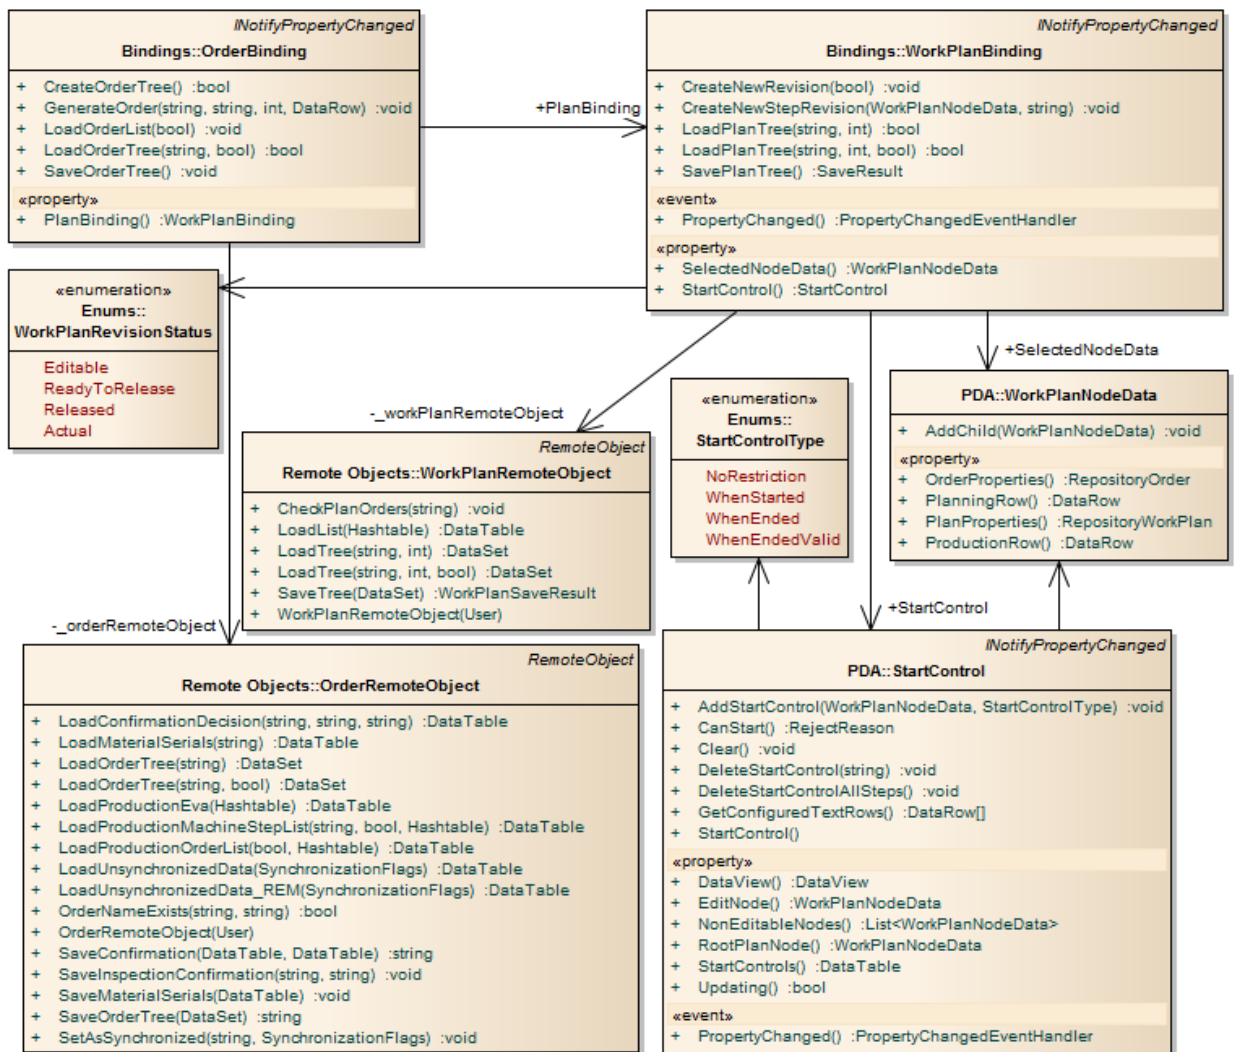 INotifyPropertyChanged
Bindings::OrderBinding
+ CreateOrderTree() :bool
+ GenerateOrder(string, string, int, DataRow) :void
+ LoadOrderList(bool) :void
+ LoadOrderTree(string, bool) :bool
+ SaveOrderTree() :void
«property»
+ PlanBinding() :WorkPlanBinding
+PlanBinding
INotifyPropertyChanged
Bindings::WorkPlanBinding
+ CreateNewRevision(bool) :void
+ CreateNewStepRevision(WorkPlanNodeData, string) :void
+ LoadPlanTree(string, int) :bool
+ LoadPlanTree(string, int, bool) :bool
+ SavePlanTree() :SaveResult
«event»
+ PropertyChanged() :PropertyChangedEventHandler
«property»
+ SelectedNodeData() :WorkPlanNodeData
+ StartControl() :StartControl
«enumeration»
Enums::
WorkPlanRevisionStatus
Editable
ReadyToRelease
Released
Actual
+SelectedNodeData
-_workPlanRemoteObject
«enumeration»
Enums::
StartControlType
NoRestriction
WhenStarted
WhenEnded
WhenEndedValid
PDA::WorkPlanNodeData
+ AddChild(WorkPlanNodeData) :void
«property»
+ OrderProperties() :RepositoryOrder
+ PlanningRow() :DataRow
+ PlanProperties() :RepositoryWorkPlan
+ ProductionRow() :DataRow
RemoteObject
Remote Objects::WorkPlanRemoteObject
+ CheckPlanOrders(string) :void
+ LoadList(Hashtable) :DataTable
+ LoadTree(string, int) :DataSet
+ LoadTree(string, int, bool) :DataSet
+ SaveTree(DataSet) :WorkPlanSaveResult
+ WorkPlanRemoteObject(User)
+StartControl
-_orderRemoteObject
RemoteObject
Remote Objects::OrderRemoteObject
+ LoadConfirmationDecision(string, string, string) :DataTable
+ LoadMaterialSerials(string) :DataTable
+ LoadOrderTree(string) :DataSet
+ LoadOrderTree(string, bool) :DataSet
+ LoadProductionEva(Hashtable) :DataTable
+ LoadProductionMachineStepList(string, bool, Hashtable) :DataTable
+ LoadProductionOrderList(bool, Hashtable) :DataTable
+ LoadUnsynchronizedData(SynchronizationFlags) :DataTable
+ LoadUnsynchronizedData_REM(SynchronizationFlags) :DataTable
+ OrderNameExists(string, string) :bool
+ OrderRemoteObject(User)
+ SaveConfirmation(DataTable, DataTable) :string
+ SaveInspectionConfirmation(string, string) :void
+ SaveMaterialSerials(DataTable) :void
+ SaveOrderTree(DataSet) :string
+ SetAsSynchronized(string, SynchronizationFlags) :void
INotifyPropertyChanged
PDA::StartControl
+ AddStartControl(WorkPlanNodeData, StartControlType) :void
+ CanStart() :RejectReason
+ Clear() :void
+ DeleteStartControl(string) :void
+ DeleteStartControlAllSteps() :void
+ GetConfiguredTextRows() :DataRow[]
+ StartControl()
«property»
+ DataView() :DataView
+ EditNode() :WorkPlanNodeData
+ NonEditableNodes() :List<WorkPlanNodeData>
+ RootPlanNode() :WorkPlanNodeData
+ StartControls() :DataTable
+ Updating() :bool
«event»
+ PropertyChanged() :PropertyChangedEventHandler